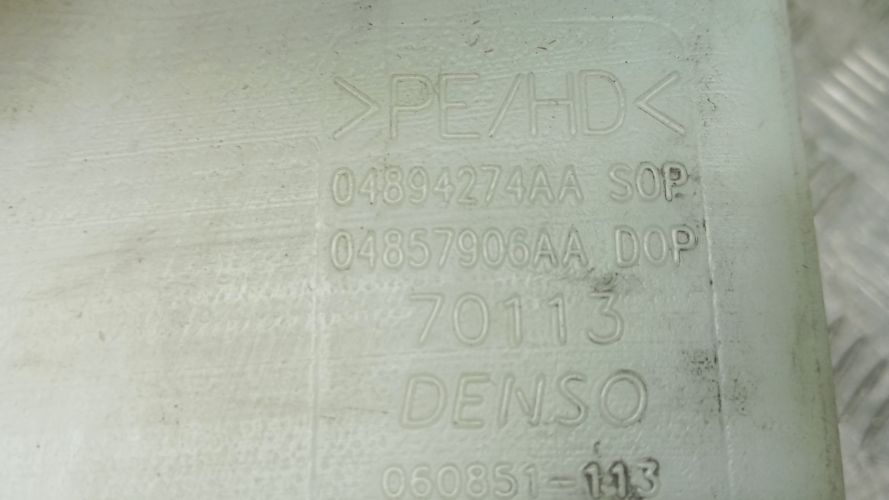 >PE/HD<
04894274AA SOP
04857906AA DOP
70113
DENSO
060851-113